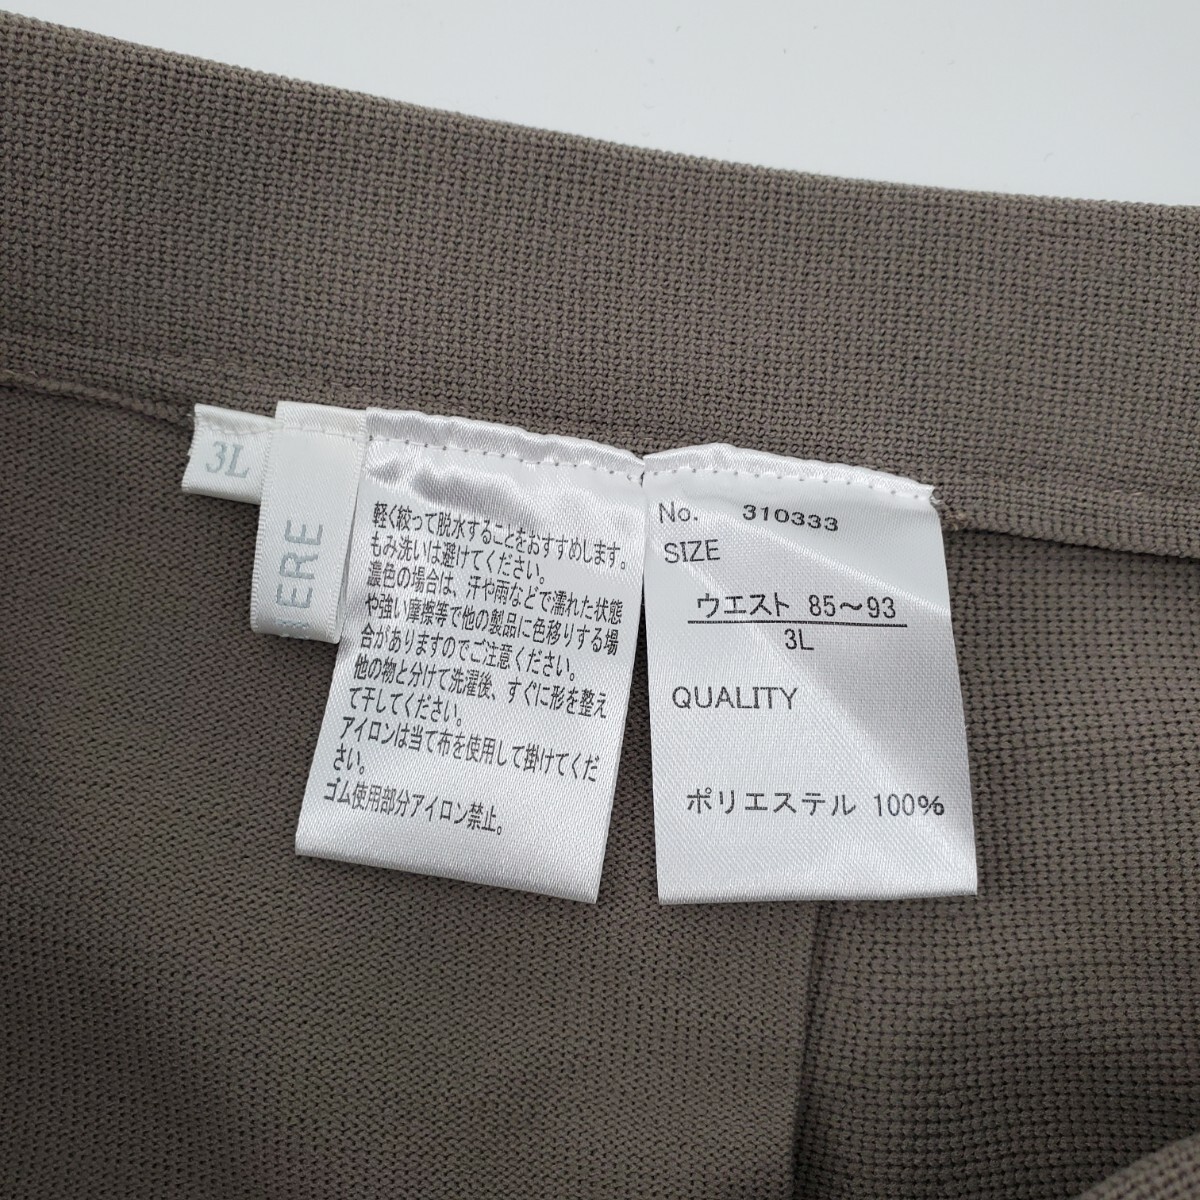 3L
ERE
軽く絞って脱水することをおすすめします。
もみ洗いは避けてください。
濃色の場合は、汗や雨などで濡れた状態
や強い摩擦等で他の製品に色移りする場
合がありますのでご注意ください。
他の物と分けて洗濯後、すぐに形を整え
て干してください。
アイロンは当て布を使用して掛けてくだ
さい。
ゴム使用部分アイロン禁止。
No. 310333
SIZE
ウエスト 85～93
3L
QUALITY
ポリエステル 100%